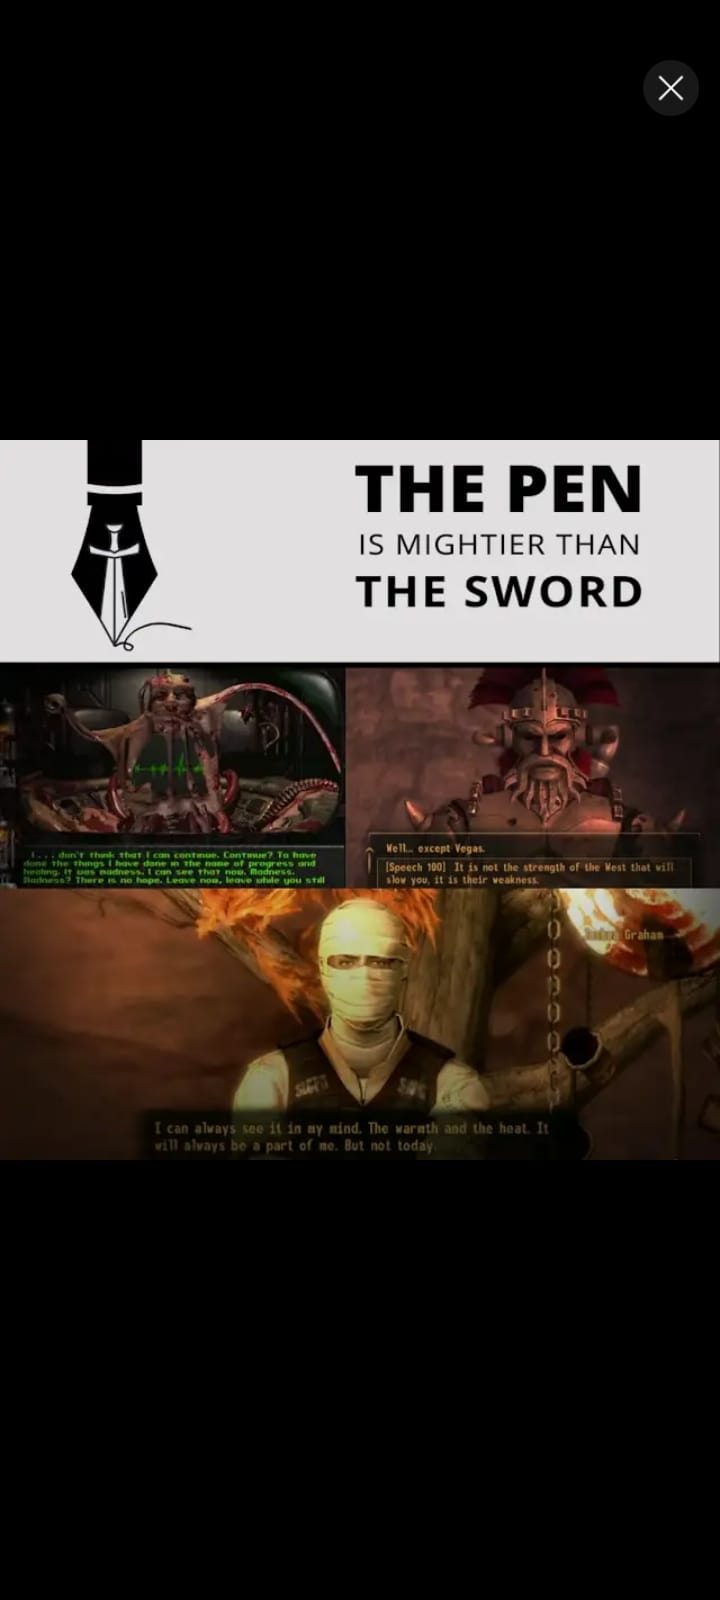 THE PEN
IS MIGHTIER THAN
THE SWORD
I . . . don't think that I can continue. Continue? To have
done the things I have done in the name of progress and
healing. It was madness. I can see that now. Madness.
Madness? There is no hope. Leave now, leave while you still
Well... except Vegas.
[Speech 100] It is not the strength of the West that will
slow you, it is their weakness.
Graham
I can always see it in my mind. The warmth and the heat. It
will always be a part of me. But not today.